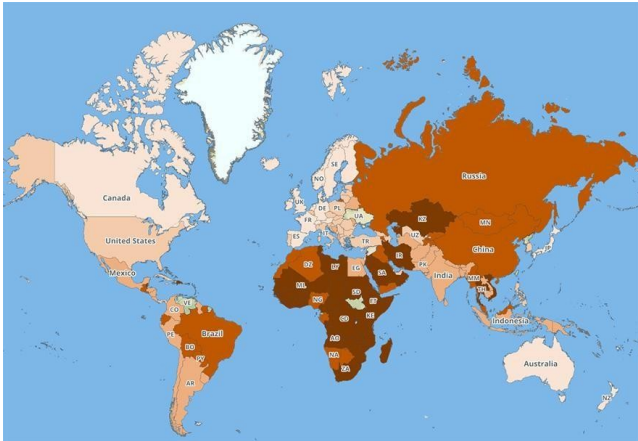 Canada
United States
Mexico
CO
VE
PE
Brazil
BO
PY
AR
NO
SE
UK
DE
PL
FR
UA
ES
IT
TR
Russia
KZ
MN
UZ
China
JP
IR
PK
India
MM
TH
Indonesia
Australia
NZ
DZ
LY
EG
SA
ML
NG
SD
ET
KE
CD
AO
NA
ZA